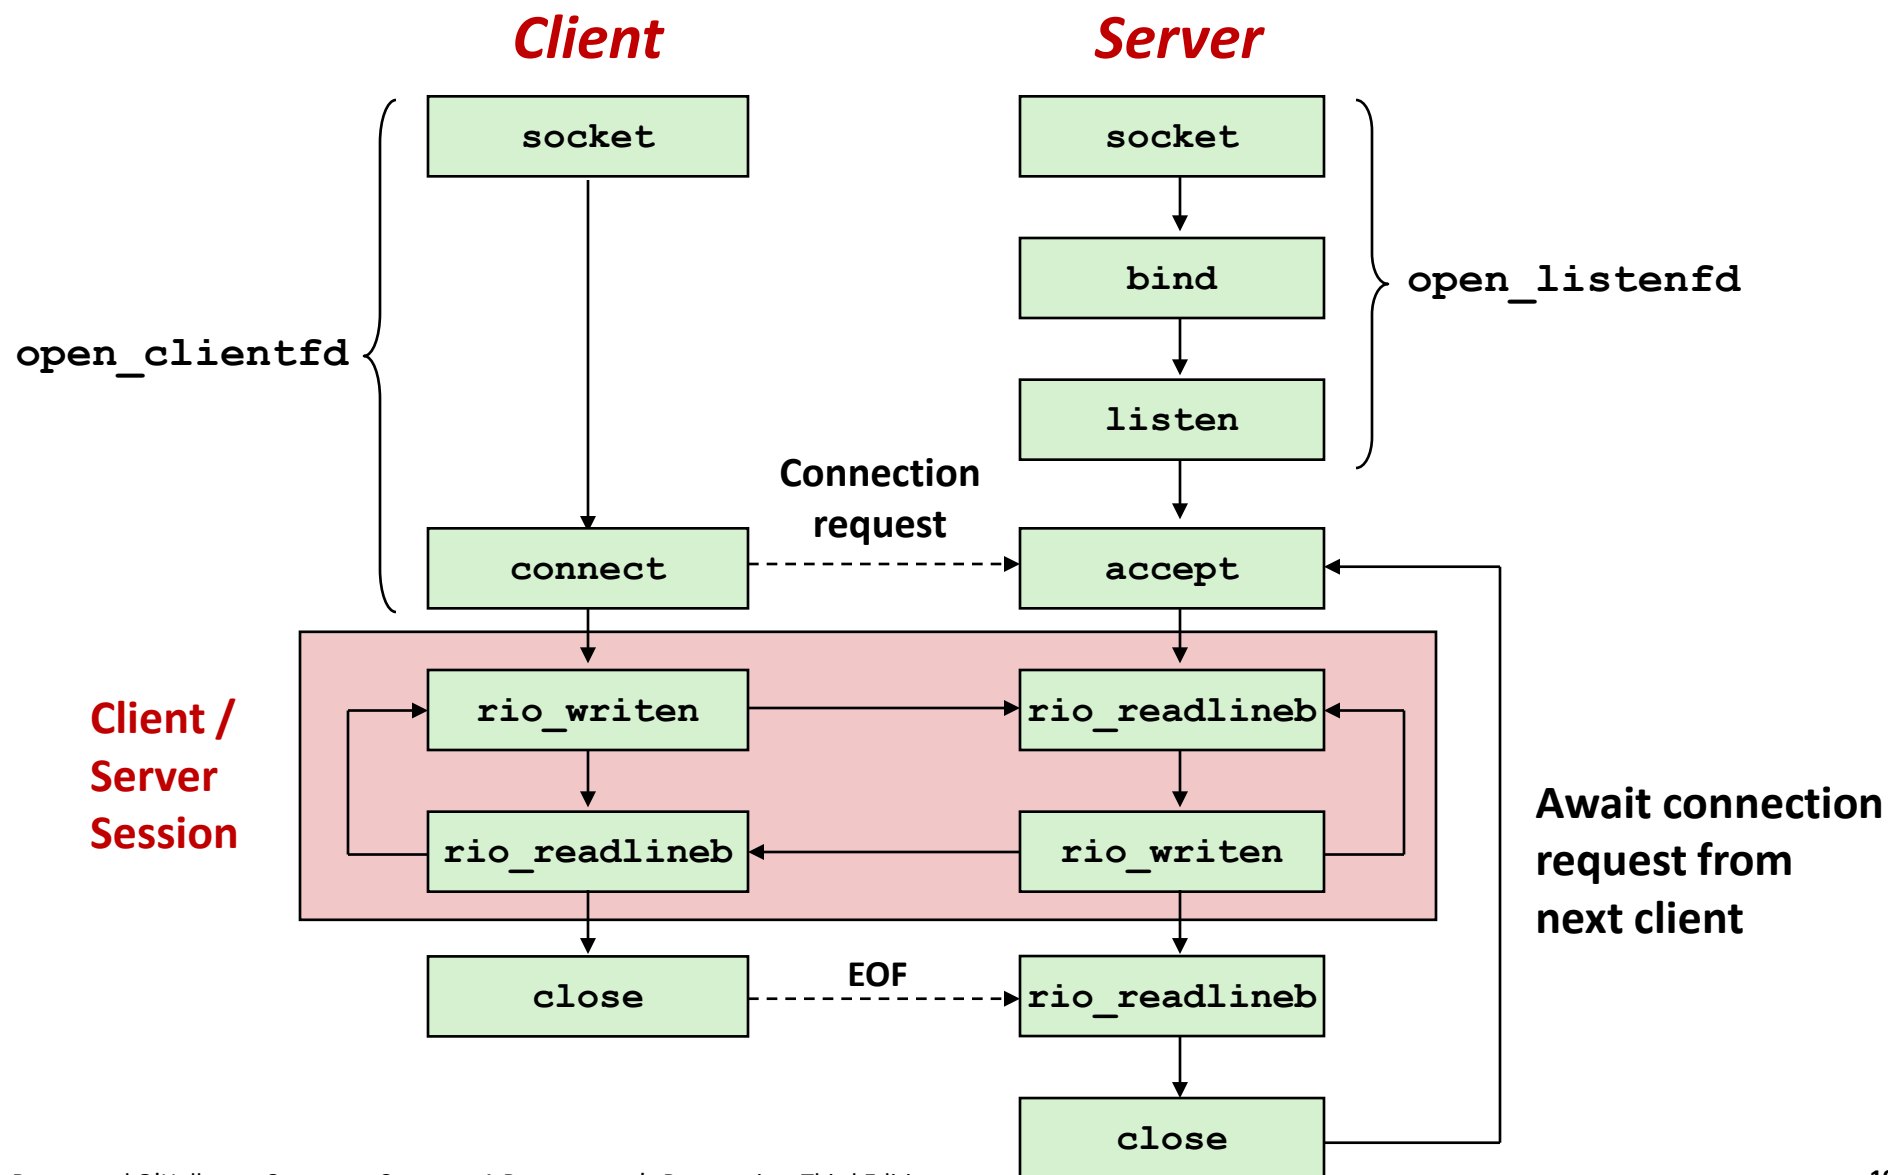 Client
Server
socket
socket
bind
open_listenfd
open_clientfd
listen
Connection
request
connect
accept
Client /
Server
Session
rio_writen
rio_readlineb
rio_readlineb
rio_writen
Await connection
request from
next client
close
EOF
rio_readlineb
close